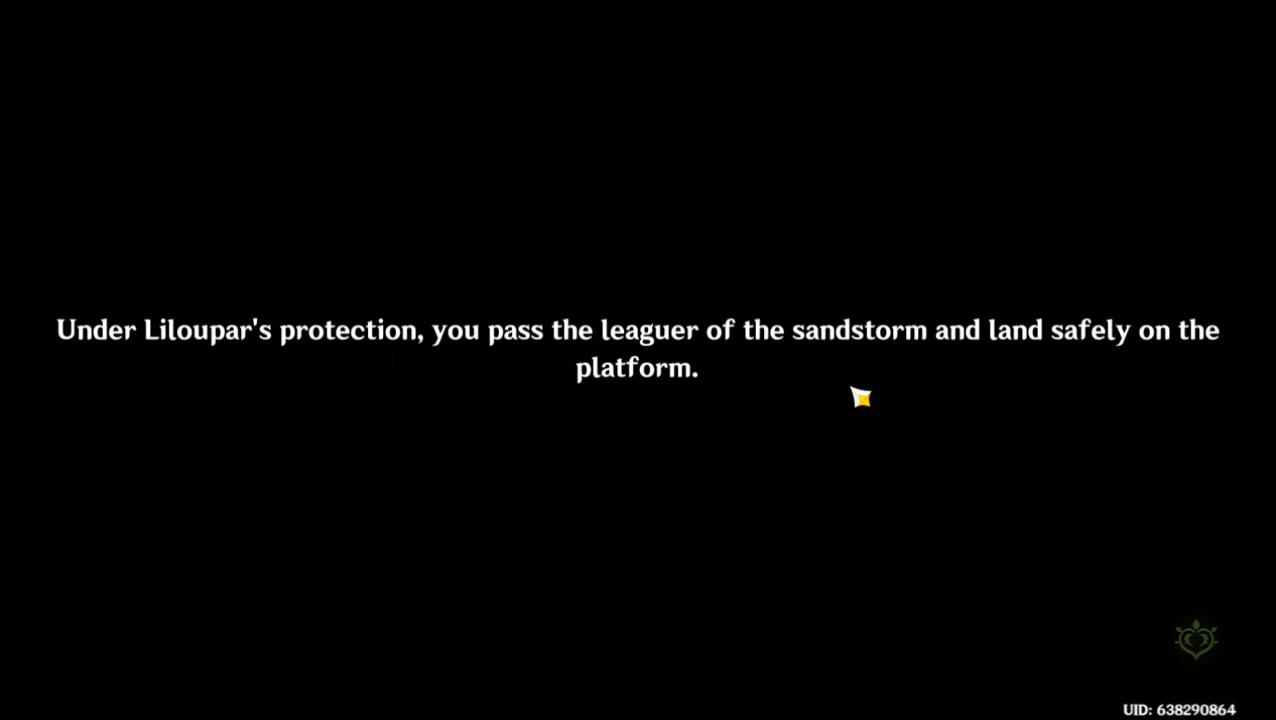 Under Liloupar's protection, you pass the leaguer of the sandstorm and land safely on the
platform.
UID: 638290864